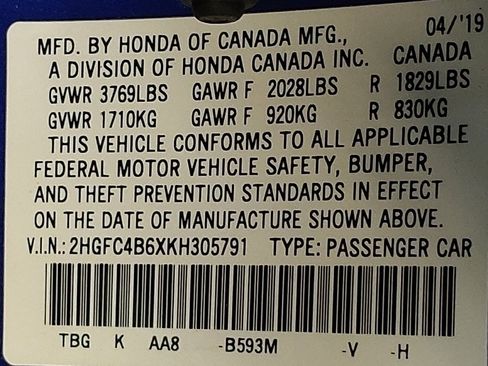 04/'19
MFD. BY HONDA OF CANADA MFG.,
A DIVISION OF HONDA CANADA INC. CANADA
GVWR 3769LBS GAWR F 2028LBS R 1829LBS
GVWR 1710KG GAWR F 920KG R 830KG
THIS VEHICLE CONFORMS TO ALL APPLICABLE
FEDERAL MOTOR VEHICLE SAFETY, BUMPER,
AND THEFT PREVENTION STANDARDS IN EFFECT
ON THE DATE OF MANUFACTURE SHOWN ABOVE.
V.I.N.: 2HGFC4B6XKH305791 TYPE: PASSENGER CAR
TBG K AA8 -B593M -V -H